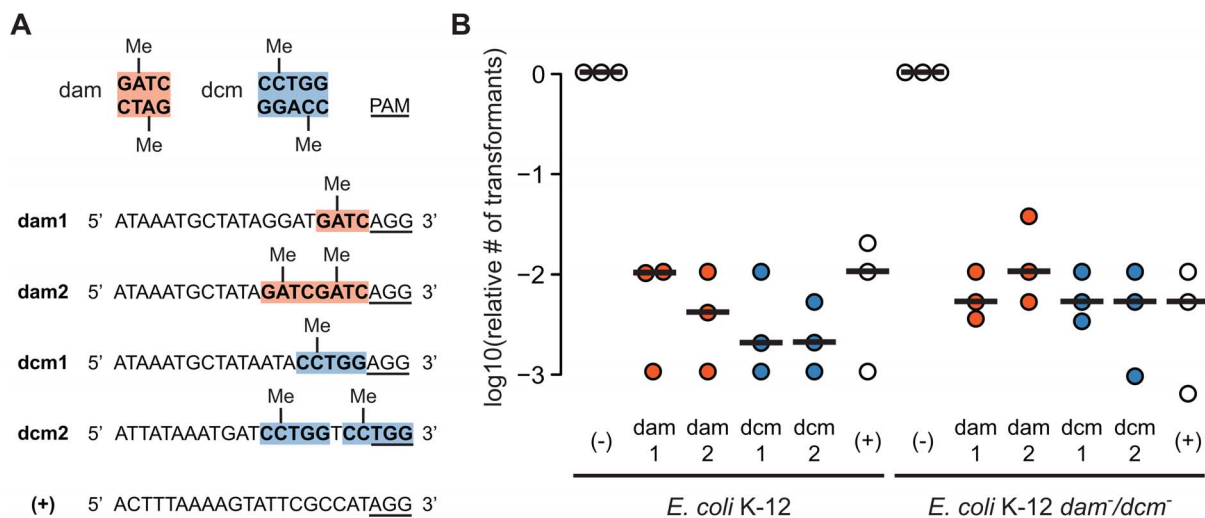 A
Me
dam
GATC
CTAG
Me
Me
dcm
CCTGG
GGACC
Me
PAM
Me
dam1 5’ ATAAATGCTATAGGATGATCAGG 3’
Me Me
dam2 5’ ATAAATGCTATAGATCGATCAGG 3’
Me
dcm1 5’ ATAAATGCTATAATACCTGGAGG 3’
Me Me
dcm2 5’ ATTATAAATGATCCTGGTCCTGG 3’
(+) 5’ ACTTTAAAAGTATTCGCCATAGG 3’
B
log10(relative # of transformants)
0
−1
−2
−3
(-) dam 1 dam 2 dcm 1 dcm 2 (+)
(-) dam 1 dam 2 dcm 1 dcm 2 (+)
E. coli K-12
E. coli K-12 dam-/dcm-